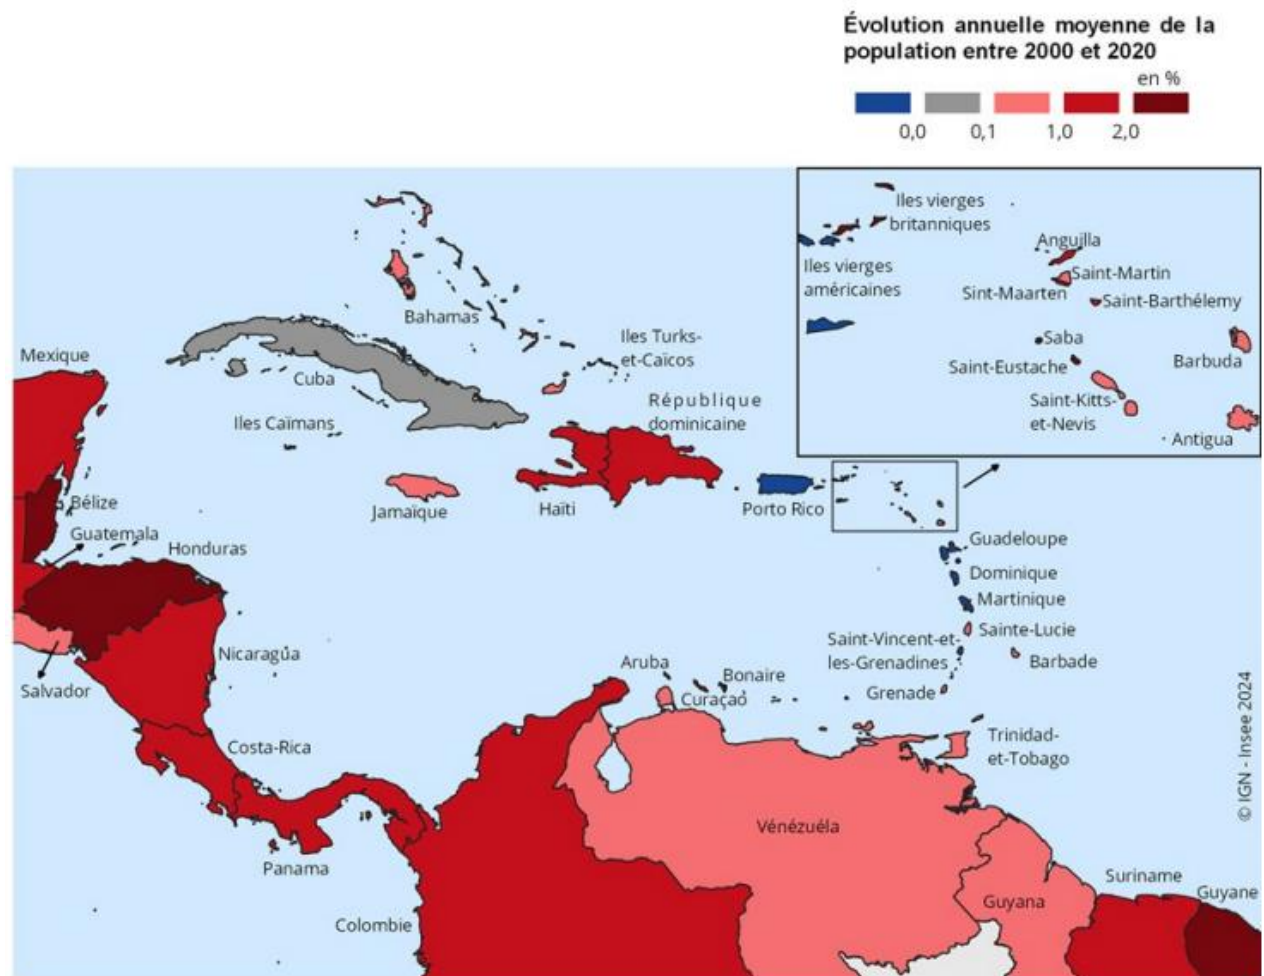 Évolution annuelle moyenne de la
population entre 2000 et 2020
en %
0,0
0,1
1,0
2,0
Iles vierges
britanniques
Anguilla
Iles vierges
américaines
Saint-Martin
Sint-Maarten
Saint-Barthélemy
Saba
Barbuda
Saint-Eustache
Saint-Kitts-
et-Nevis
Antigua
Bahamas
Iles Turks-
et-Caïcos
Mexique
Cuba
République
dominicaine
Iles Caïmans
Jamaïque
Haïti
Porto Rico
Bélize
Guatemala
Honduras
Guadeloupe
Dominique
Martinique
Sainte-Lucie
Saint-Vincent-et-
les-Grenadines
Barbade
Nicaragúa
Salvador
Aruba
Bonaire
Curaçao
Grenade
Trinidad-
et-Tobago
Costa-Rica
Vénézuéla
Panama
Colombie
Guyana
Suriname
Guyane
© IGN - Insee 2024